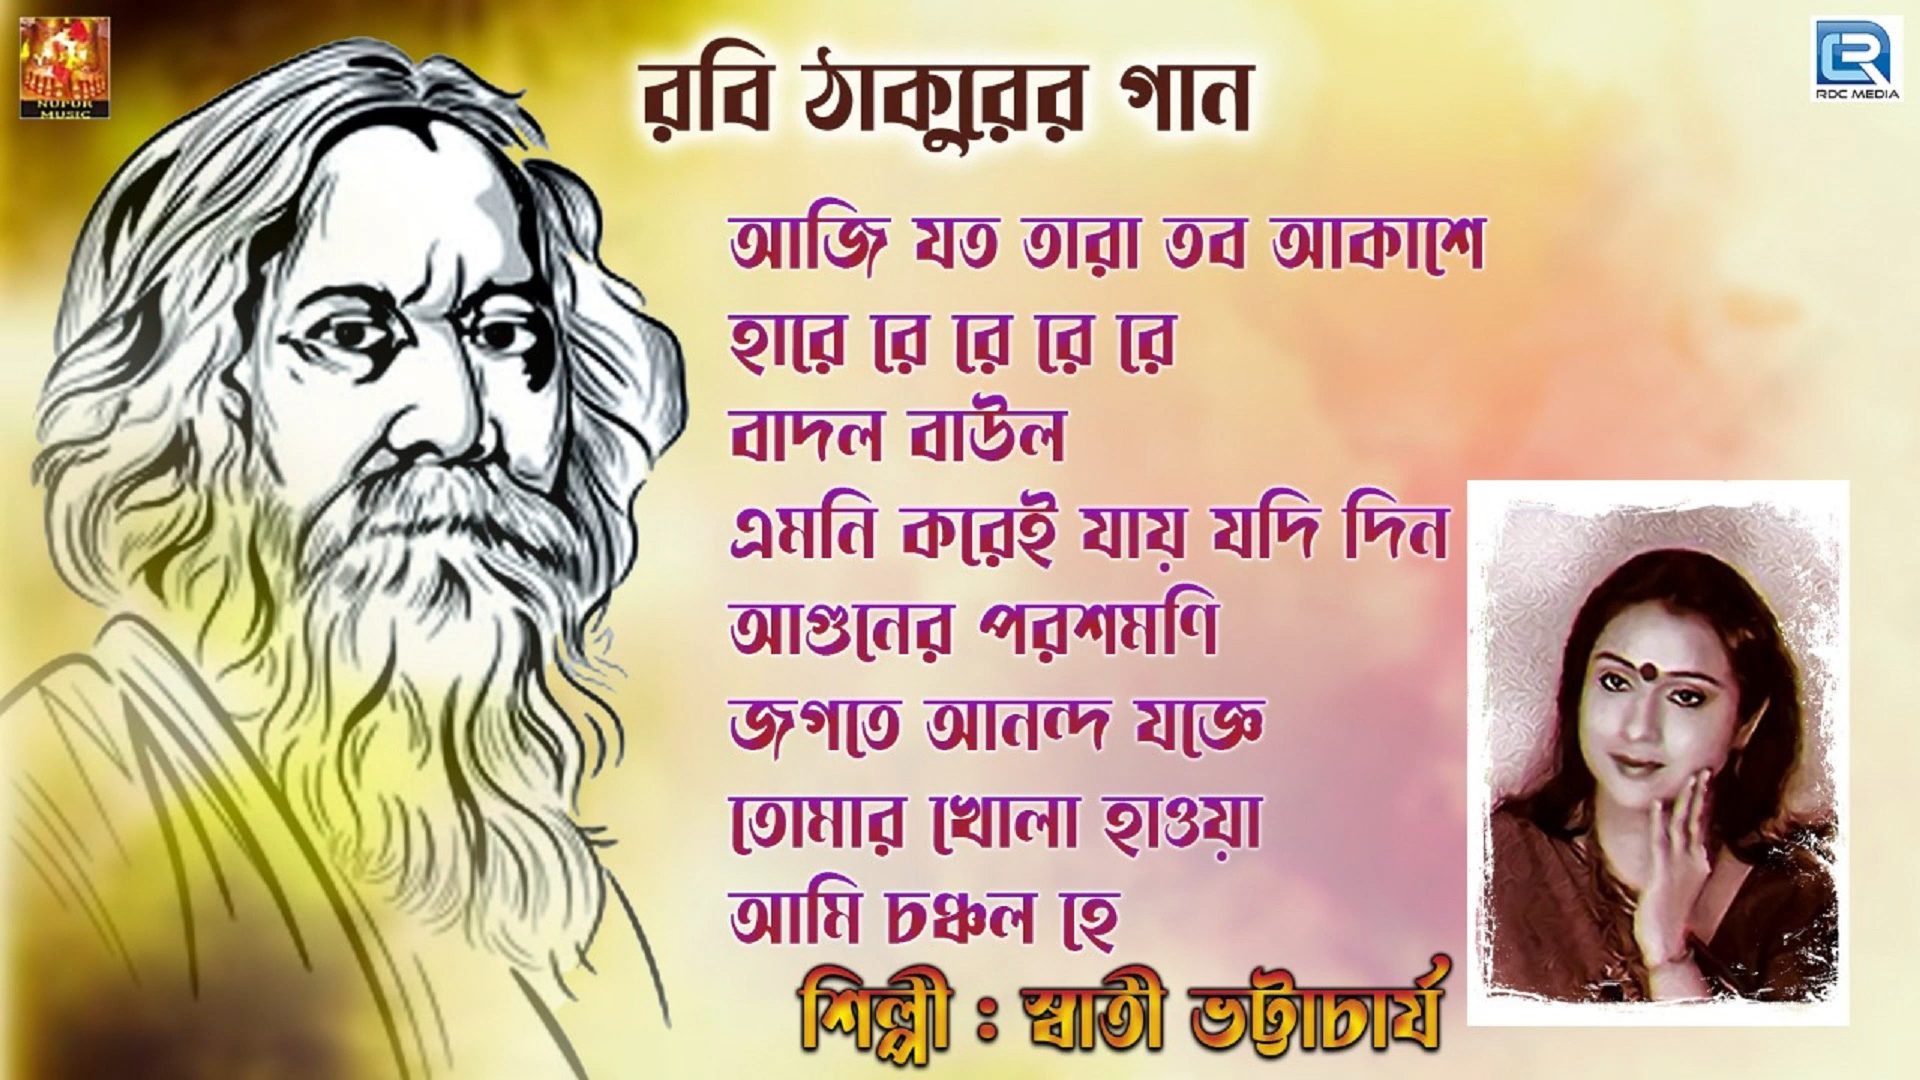 NUPUR
MUSIC
RDC MEDIA
রবি ঠাকুরের গান
আজি যত তারা তব আকাশে
হারে রে রে রে রে
বাদল বাউল
এমনি করেই যায় যদি দিন
আগুনের পরশমণি
জগতে আনন্দ যজ্ঞে
তোমার খোলা হাওয়া
আমি চঞ্চল হে
শিল্পী : স্বাতী ভট্টাচার্য